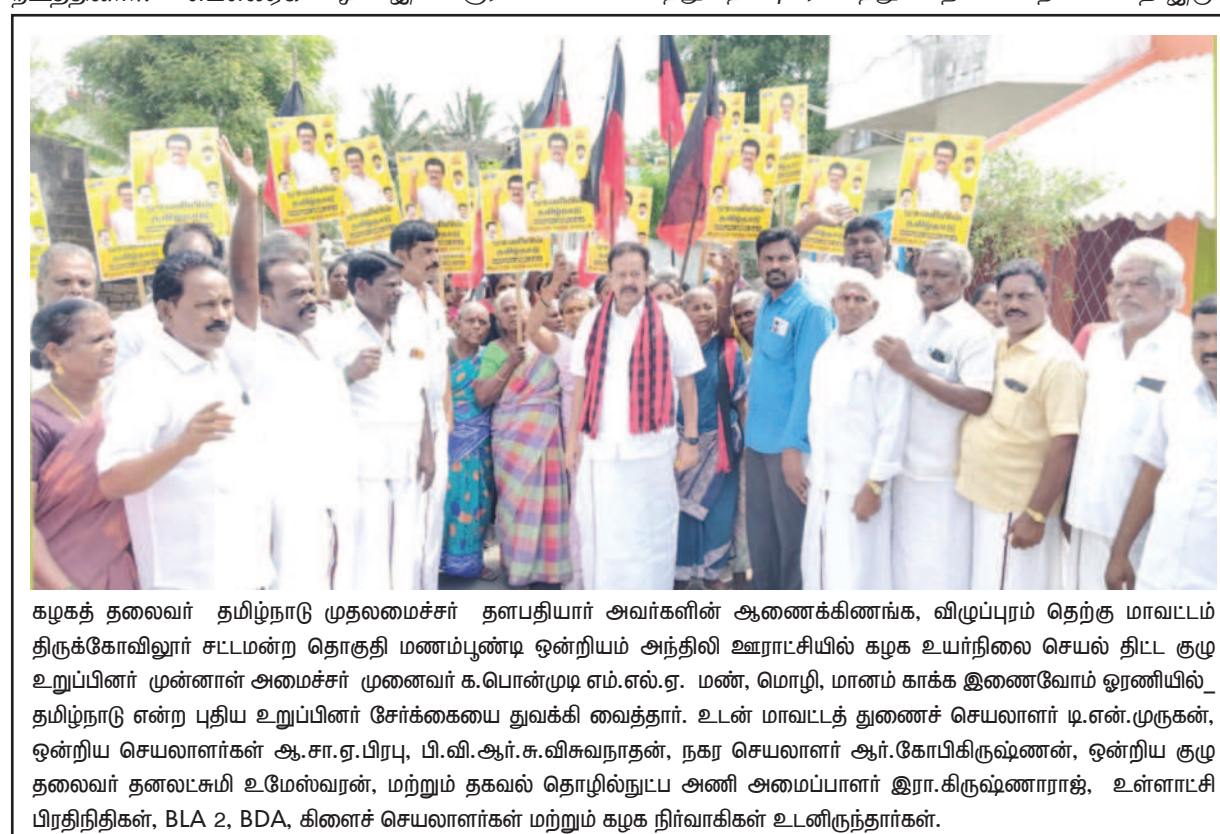 ஓரணியில்
தமிழ்நாடு
கழகத் தலைவர் தமிழ்நாடு முதலமைச்சர் தளபதியார் அவர்களின் ஆணைக்கிணங்க, விழுப்புரம் தெற்கு மாவட்டம்
திருக்கோவிலூர் சட்டமன்ற தொகுதி மணம்பூண்டி ஒன்றியம் அந்திலி ஊராட்சியில் கழக உயர்நிலை செயல் திட்ட குழு
உறுப்பினர் முன்னாள் அமைச்சர் முனைவர் க.பொன்முடி எம்.எல்.ஏ. மண், மொழி, மானம் காக்க இணைவோம் ஓரணியில்_
தமிழ்நாடு என்ற புதிய உறுப்பினர் சேர்க்கையை துவக்கி வைத்தார். உடன் மாவட்டத் துணைச் செயலாளர் டி.என்.முருகன்,
ஒன்றிய செயலாளர்கள் ஆ.சா.ஏ.பிரபு, பி.வி.ஆர்.சு.விசுவநாதன், நகர செயலாளர் ஆர்.கோபிகிருஷ்ணன், ஒன்றிய குழு
தலைவர் தனலட்சுமி உமேஸ்வரன், மற்றும் தகவல் தொழில்நுட்ப அணி அமைப்பாளர் இரா.கிருஷ்ணாராஜ், உள்ளாட்சி
பிரதிநிதிகள், BLA 2, BDA, கிளைச் செயலாளர்கள் மற்றும் கழக நிர்வாகிகள் உடனிருந்தார்கள்.